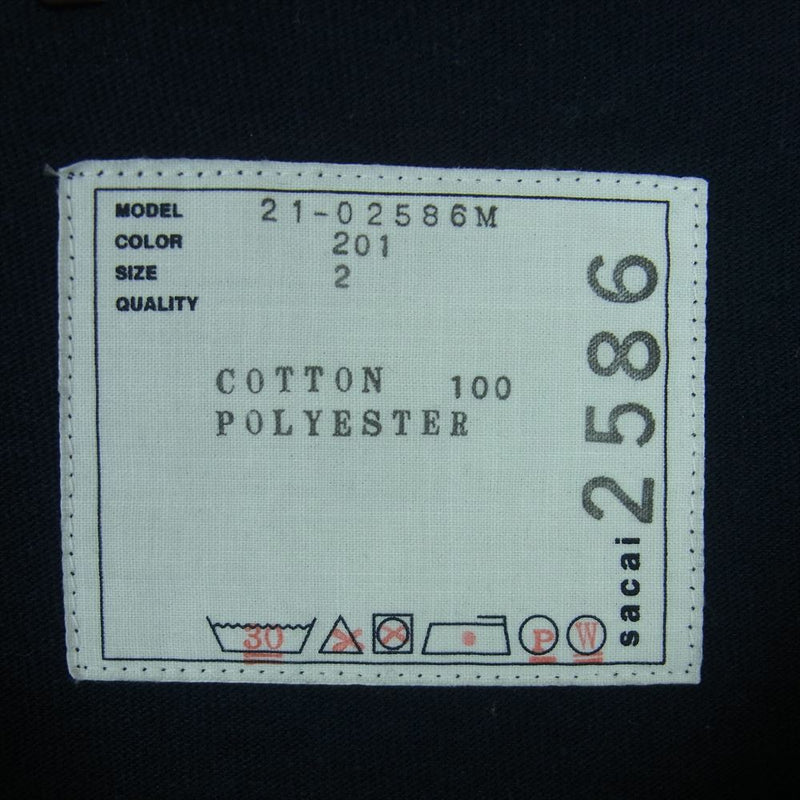 MODEL 21-02586M
COLOR 201
SIZE 2
QUALITY
COTTON 100
POLYESTER
sacai 2586
30 P W